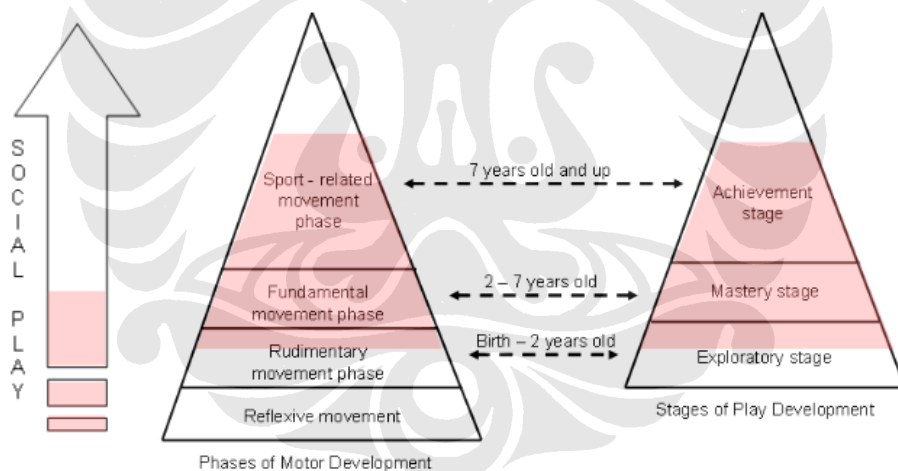 SOCIAL PLAY
Sport - related
movement
phase
7 years old and up
Achievement
stage
Fundamental
movement phase
2 – 7 years old
Mastery stage
Rudimentary
movement phase
Birth – 2 years old
Exploratory stage
Reflexive movement
Stages of Play Development
Phases of Motor Development